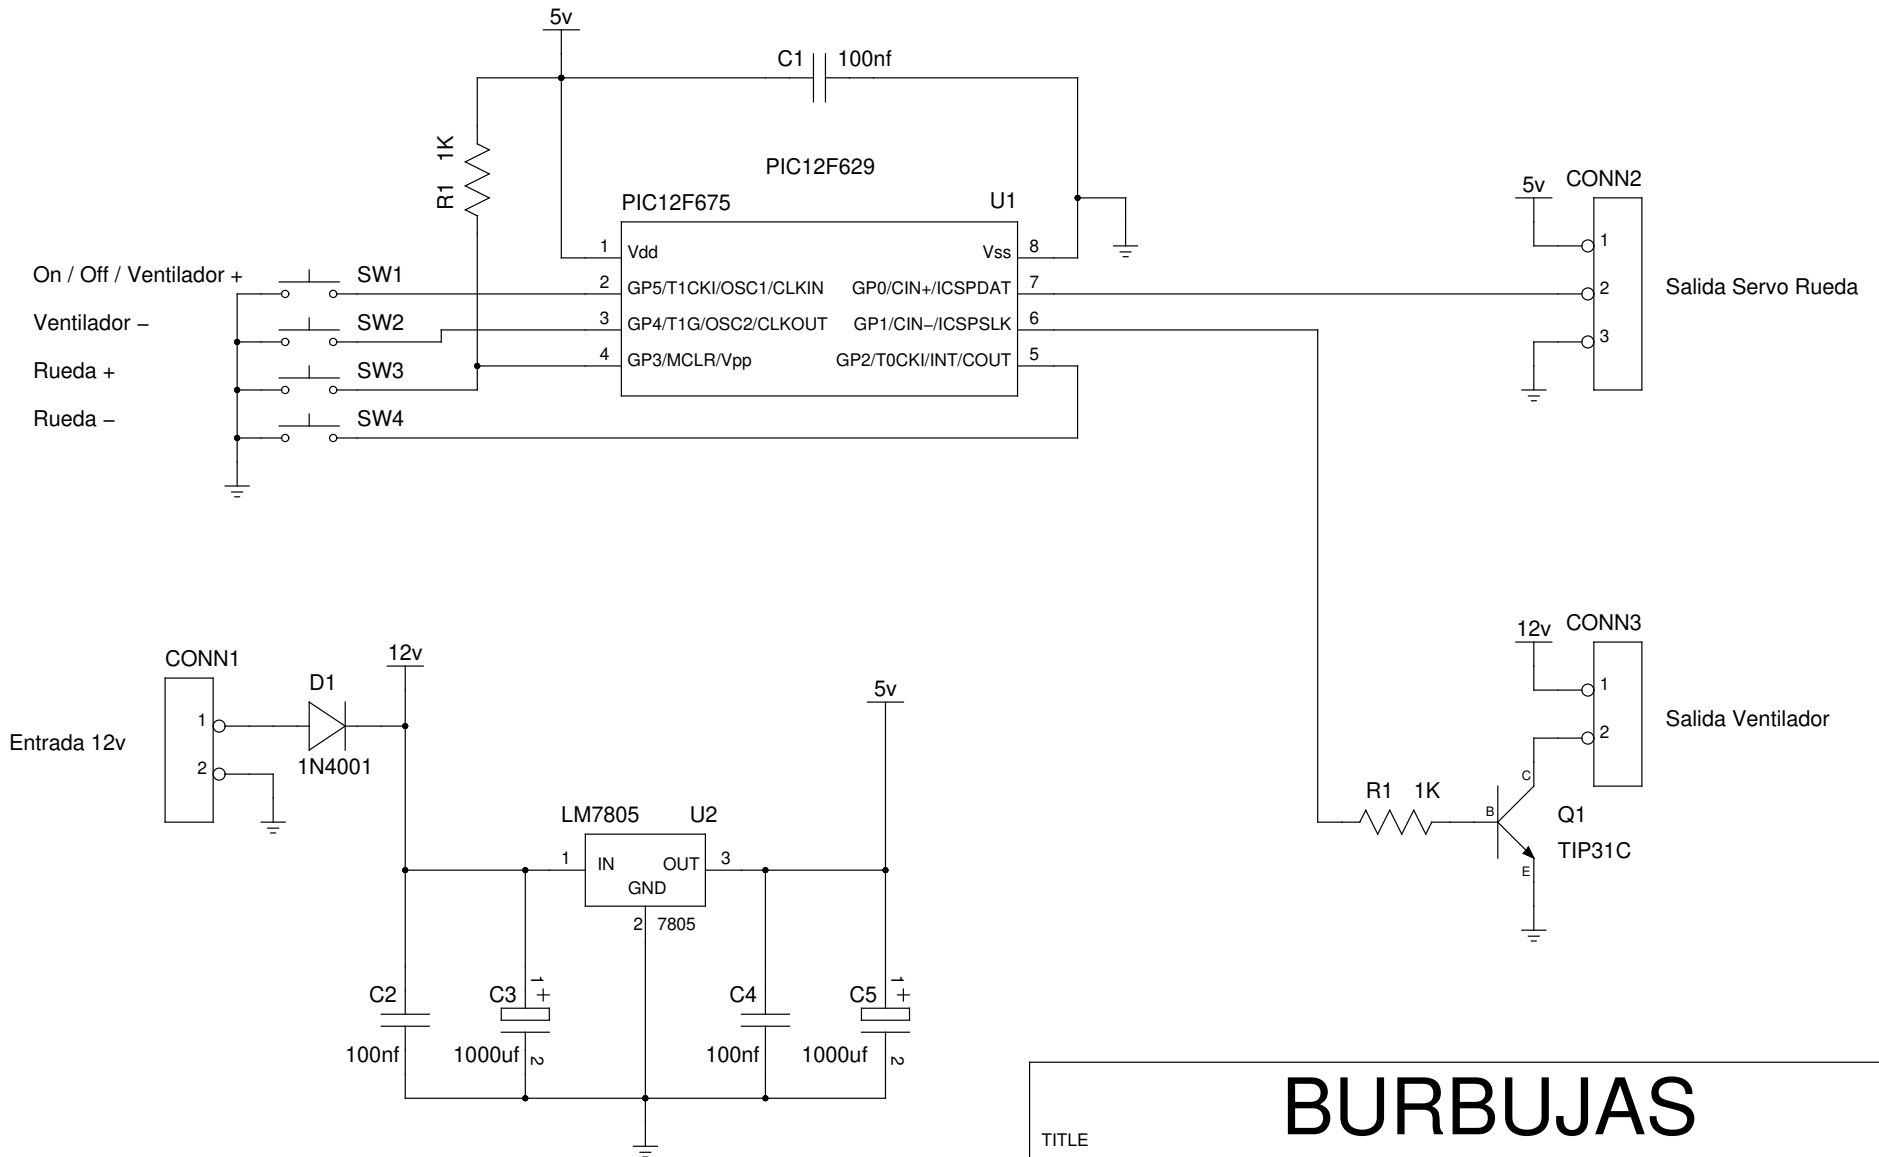 5v
C1 100nf
R1 1K
PIC12F629
PIC12F675 U1
1 Vdd Vss 8
2 GP5/T1CKI/OSC1/CLKIN GP0/CIN+/ICSPDAT 7
3 GP4/T1G/OSC2/CLKOUT GP1/CIN−/ICSPSLK 6
4 GP3/MCLR/Vpp GP2/T0CKI/INT/COUT 5
On / Off / Ventilador + SW1
Ventilador − SW2
Rueda + SW3
Rueda − SW4
5v CONN2
1
2
3
Salida Servo Rueda
CONN1
1
2
Entrada 12v
D1
1N4001
12v
LM7805 U2
1 IN OUT 3
GND
2 7805
5v
C2
100nf
C3 1 +
1000uf 2
C4
100nf
C5 1 +
1000uf 2
12v CONN3
1
2
Salida Ventilador
R1 1K
B
C
E
Q1
TIP31C
BURBUJAS
TITLE